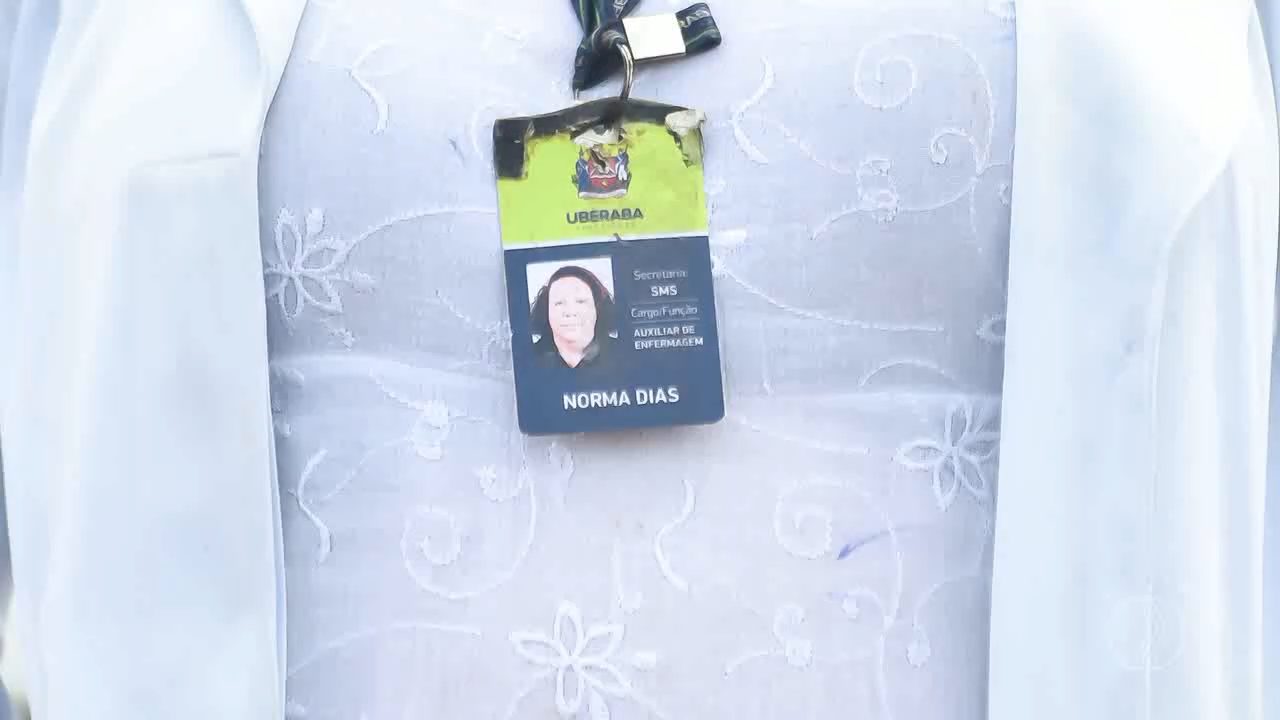 UBERABA
Secretaria:
SMS
Cargo/Função
AUXILIAR DE
ENFERMAGEM
NORMA DIAS